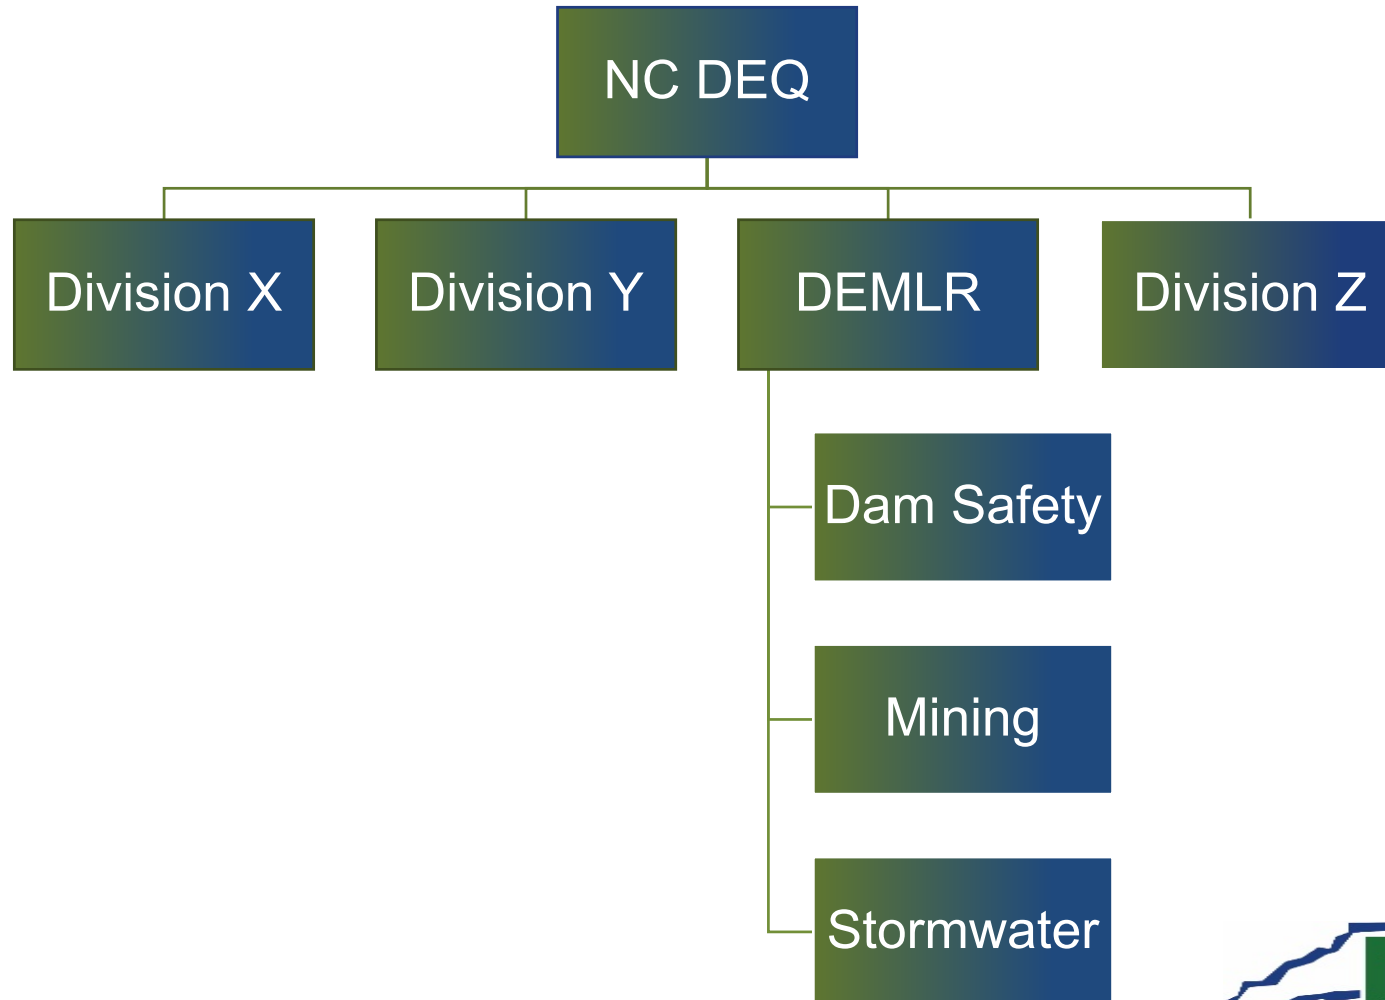 NC DEQ
Division X
Division Y
DEMLR
Division Z
Dam Safety
Mining
Stormwater